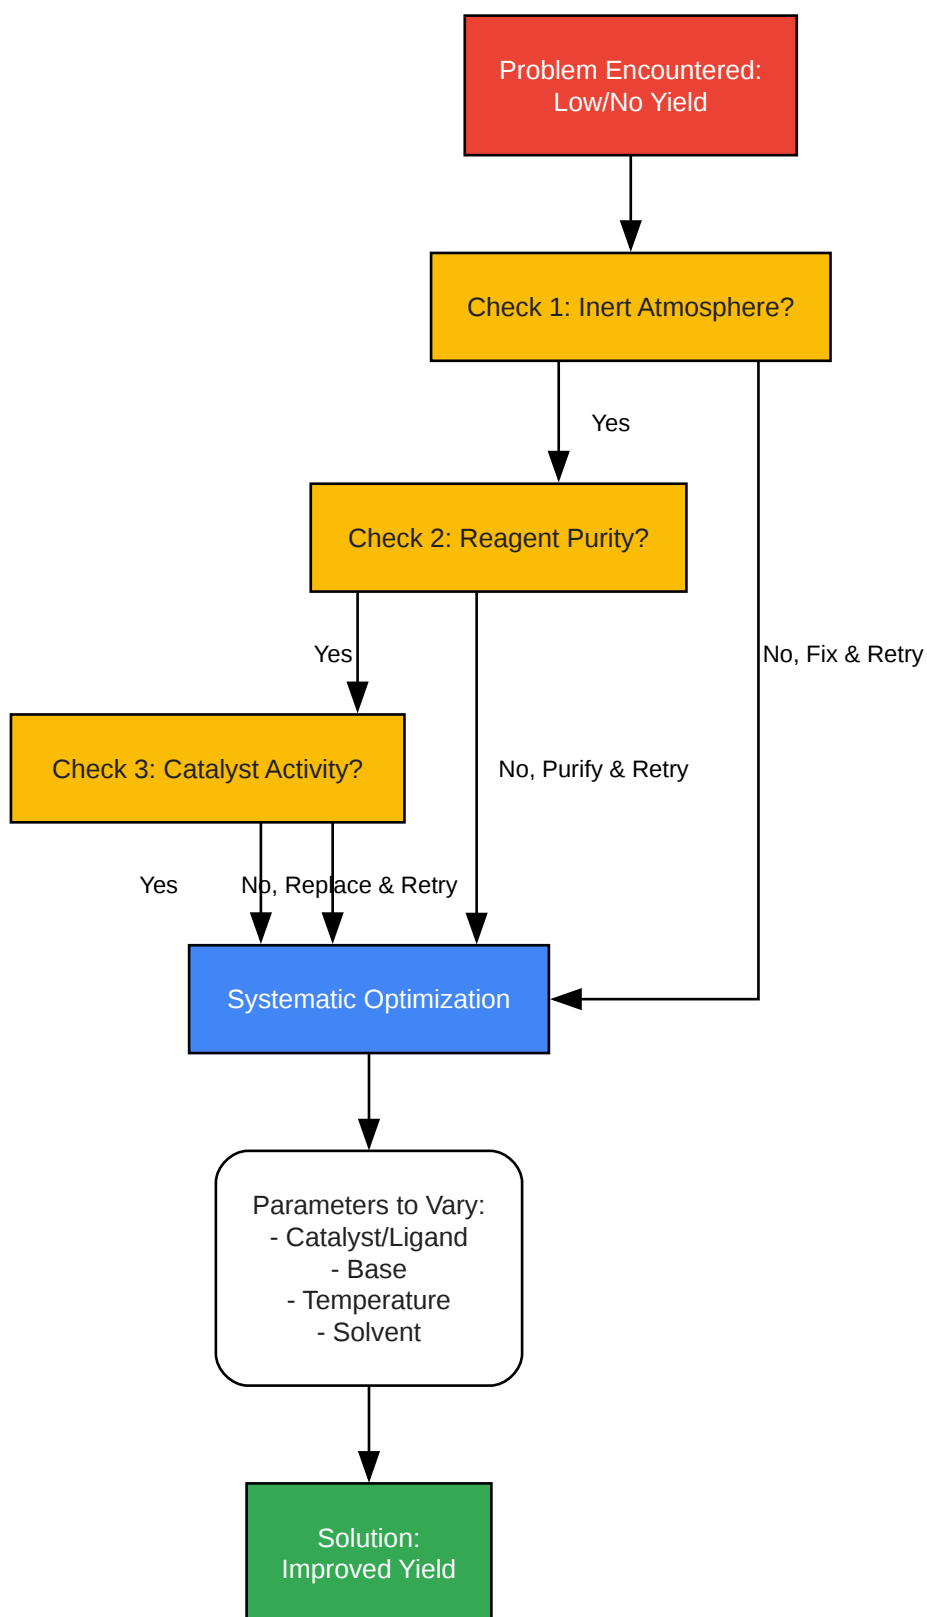 Problem Encountered:
Low/No Yield
Check 1: Inert Atmosphere?
Yes
Check 2: Reagent Purity?
Yes
No, Fix & Retry
Check 3: Catalyst Activity?
No, Purify & Retry
Yes
No, Replace & Retry
Systematic Optimization
Parameters to Vary:
- Catalyst/Ligand
- Base
- Temperature
- Solvent
Solution:
Improved Yield